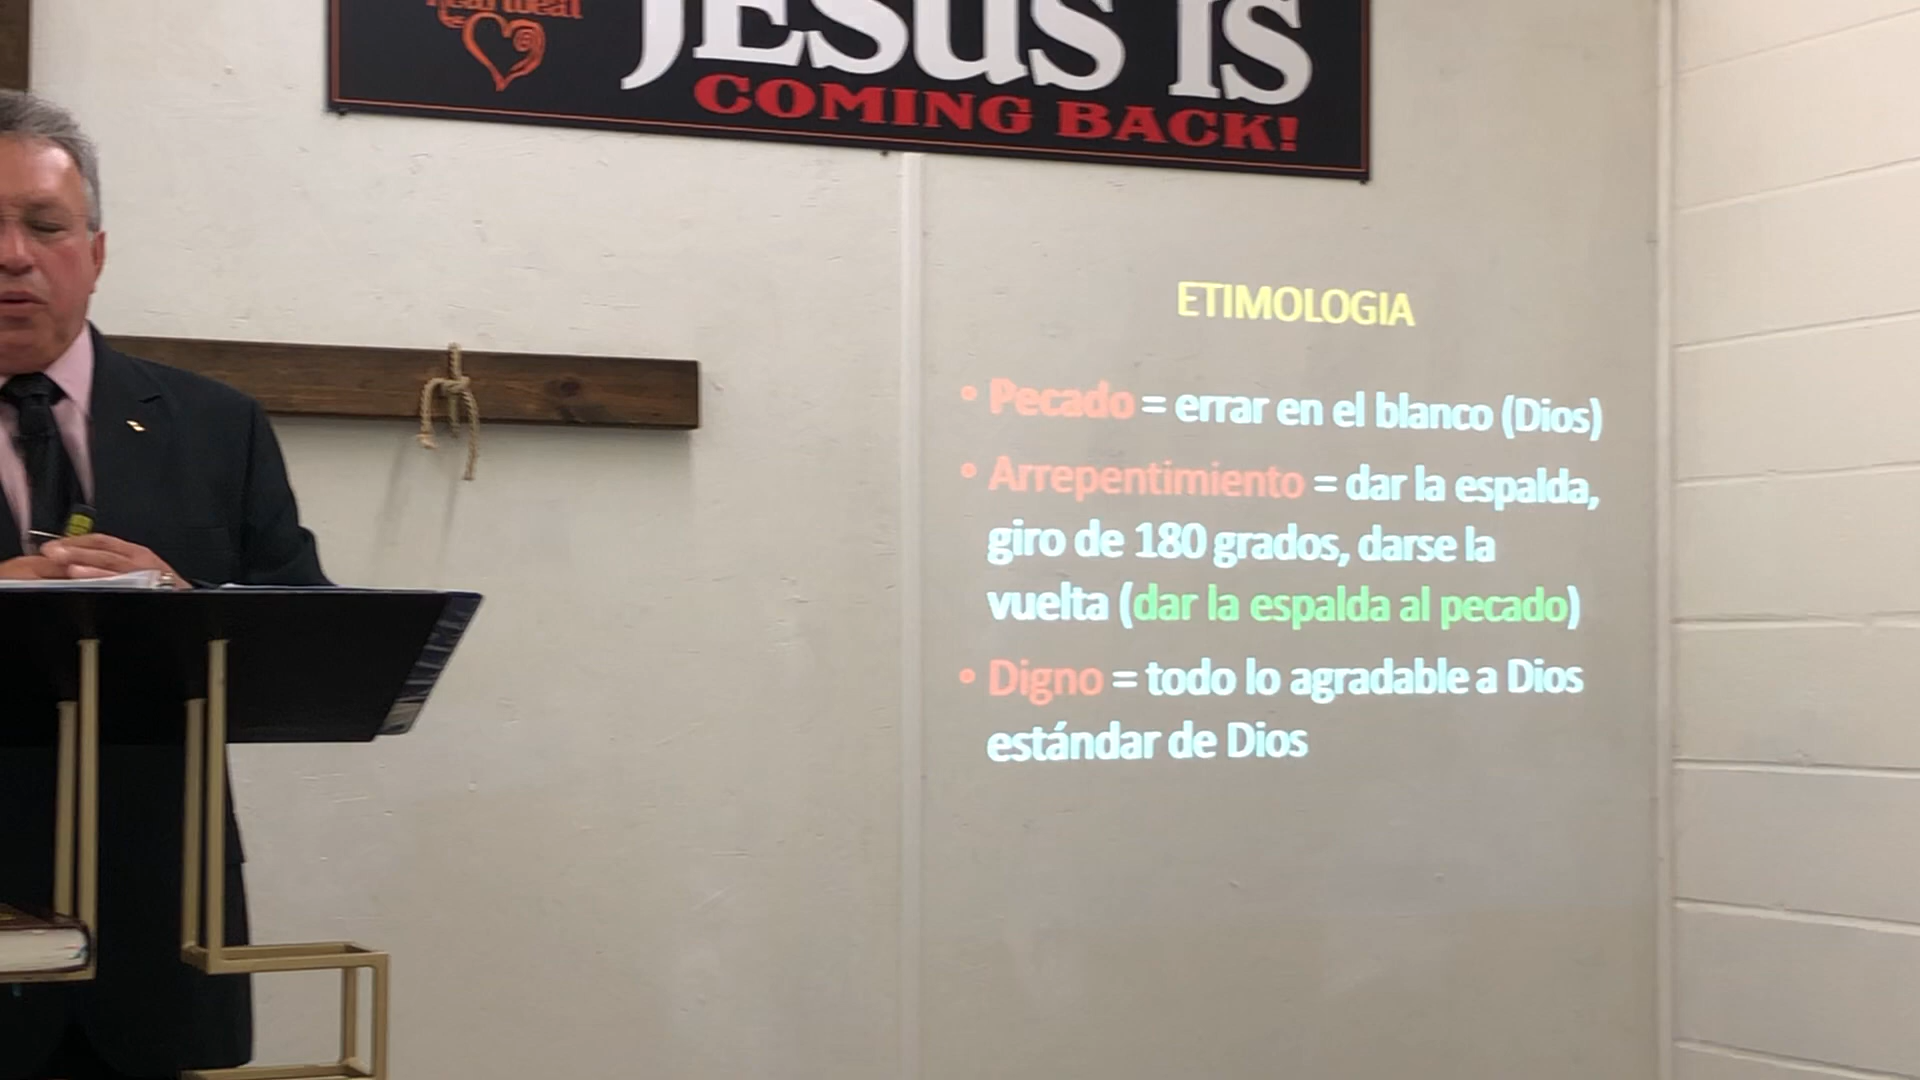 JESUS IS
COMING BACK!
ETIMOLOGIA
• Pecado = errar en el blanco (Dios)
• Arrepentimiento = dar la espalda,
giro de 180 grados, darse la
vuelta (dar la espalda al pecado)
• Digno = todo lo agradable a Dios
estándar de Dios